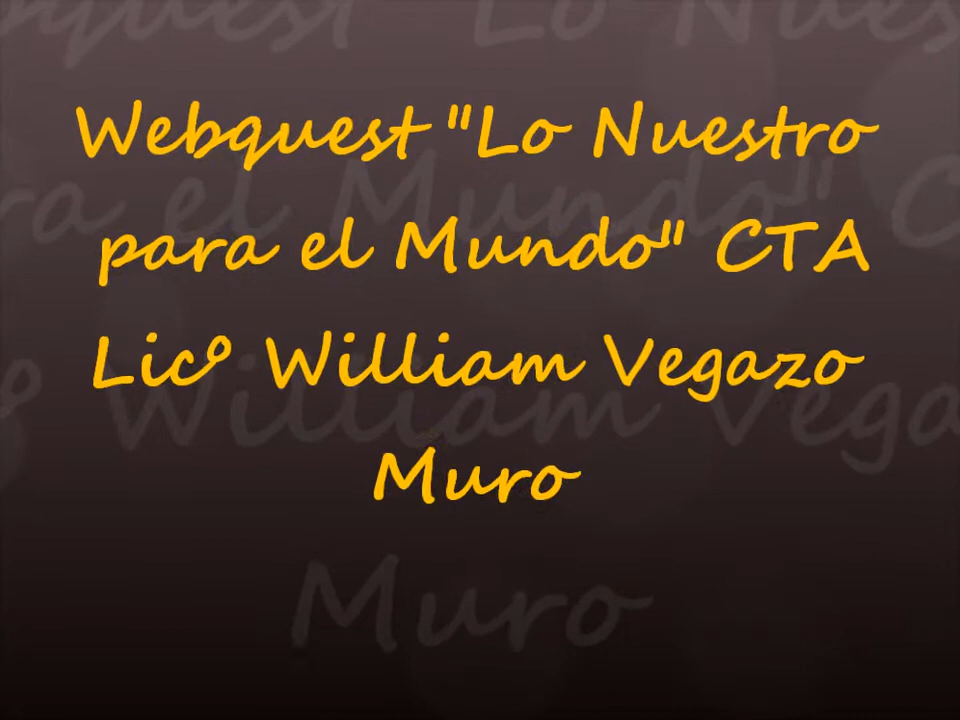 Webquest "Lo Nuestro
para el Mundo" CTA
Licº William Vegazo
Muro